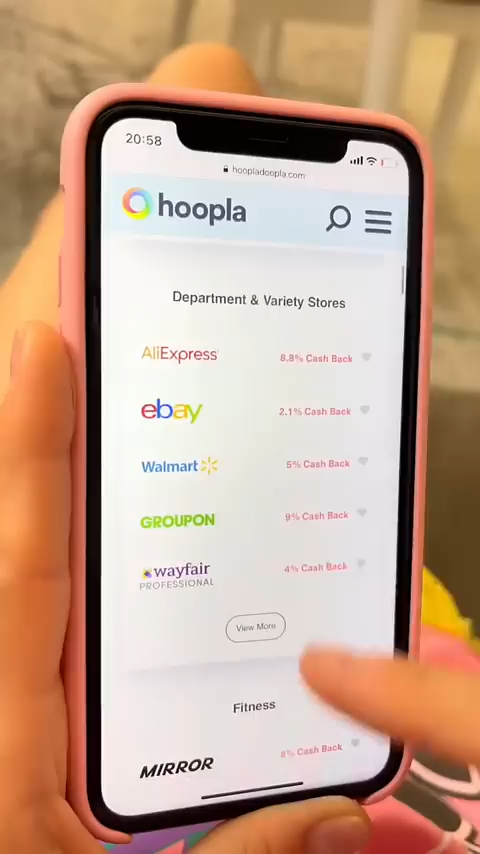 20:58
hoopladoopla.com
hoopla
Department & Variety Stores
AliExpress
8.8% Cash Back
ebay
2.1% Cash Back
Walmart
5% Cash Back
GROUPON
9% Cash Back
wayfair
PROFESSIONAL
4% Cash Back
View More
Fitness
MIRROR
8% Cash Back